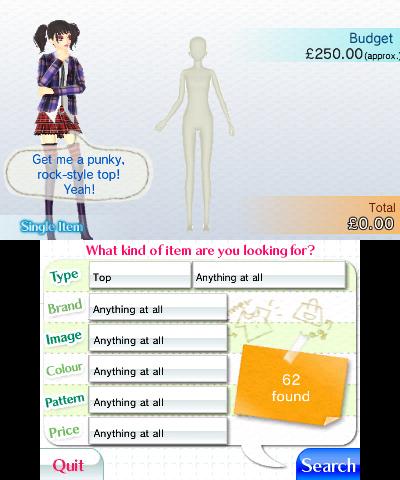 Budget
£250.00(approx.)
Get me a punky,
rock-style top!
Yeah!
Single Item
Total
£0.00
What kind of item are you looking for?
Type Top Anything at all
Brand Anything at all
Image Anything at all
Colour Anything at all
Pattern Anything at all
Price Anything at all
62
found
Quit
Search